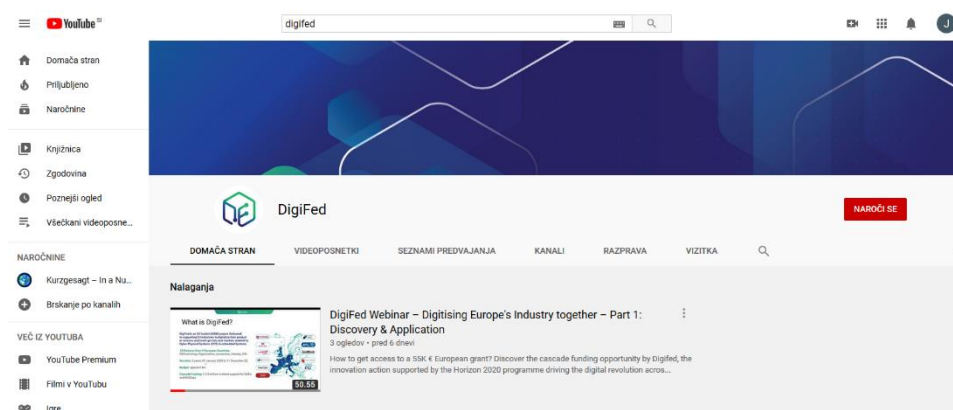 YouTube SI
digifed
J
Domača stran
Priljubljeno
Naročnine
Knjižnica
Zgodovina
Poznejši ogled
Všečkani videoposne...
NAROČNINE
Kurzgesagt – In a Nu...
Brskanje po kanalih
VEČ IZ YOUTUBA
YouTube Premium
Filmi v YouTubu
Igre
DigiFed
NAROČI SE
DOMAČA STRAN VIDEOPOSNETKI SEZNAMI PREDVAJANJA KANALI RAZPRAVA VIZITKA
Nalaganja
What is DigiFed?
50.55
DigiFed Webinar – Digitising Europe's Industry together – Part 1:
Discovery & Application
3 ogledov • pred 6 dnevi
How to get access to a 55K € European grant? Discover the cascade funding opportunity by Digifed, the
innovation action supported by the Horizon 2020 programme driving the digital revolution acros...